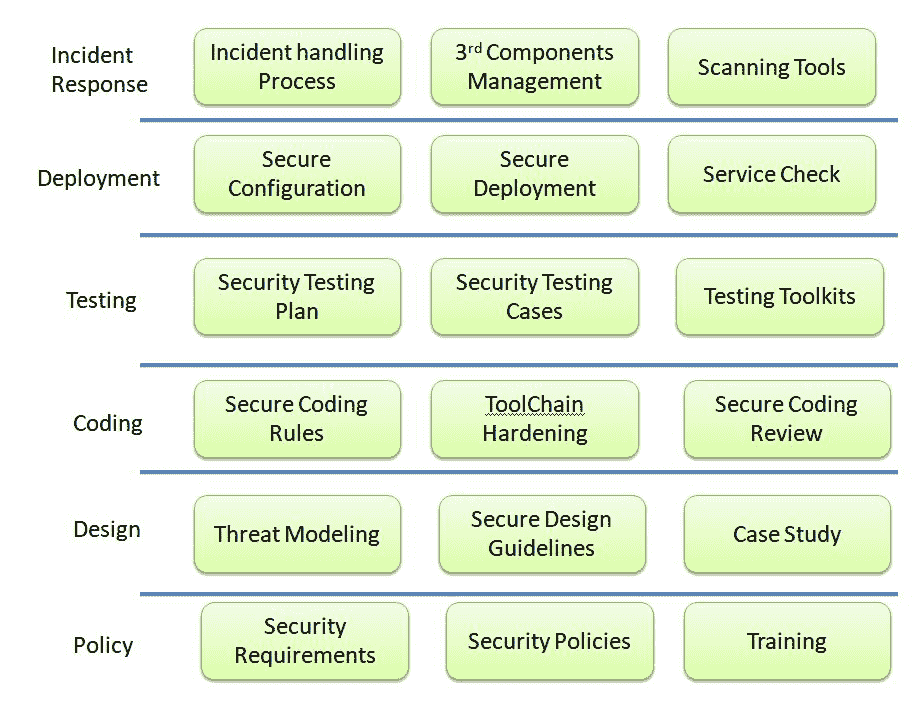 Incident
Response
Incident handling
Process
3rd Components
Management
Scanning Tools
Deployment
Secure
Configuration
Secure
Deployment
Service Check
Testing
Security Testing
Plan
Security Testing
Cases
Testing Toolkits
Coding
Secure Coding
Rules
ToolChain
Hardening
Secure Coding
Review
Design
Threat Modeling
Secure Design
Guidelines
Case Study
Policy
Security
Requirements
Security Policies
Training